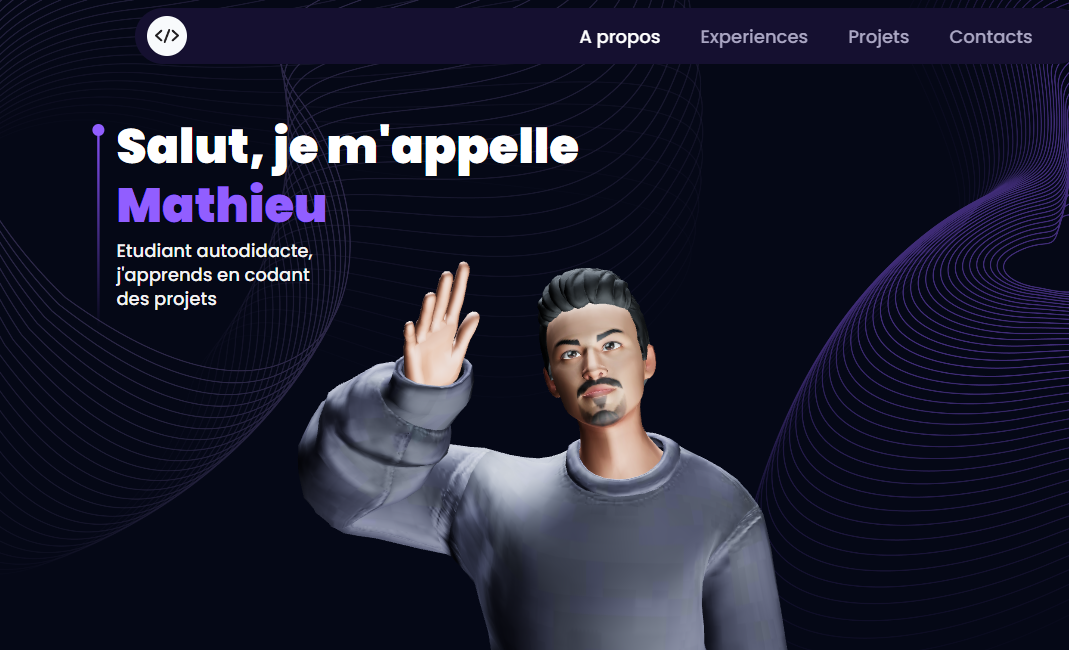 </>
A propos Experiences Projets Contacts
Salut, je m'appelle
Mathieu
Etudiant autodidacte,
j'apprends en codant
des projets